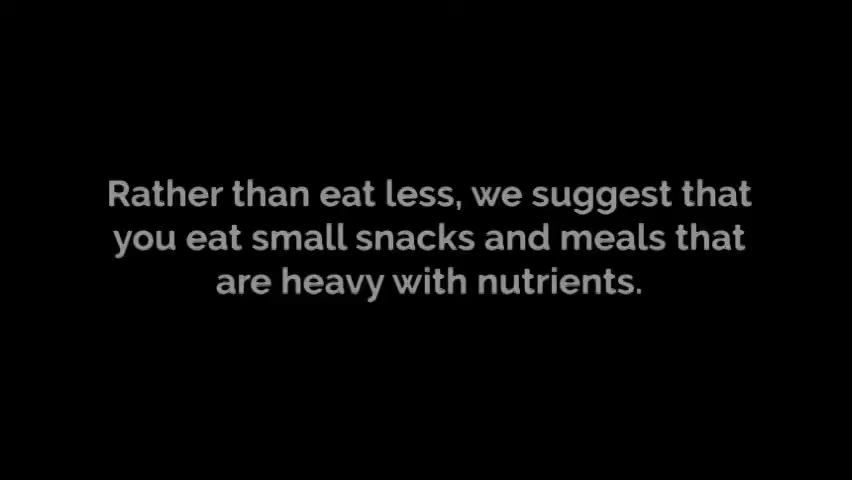 Rather than eat less, we suggest that
you eat small snacks and meals that
are heavy with nutrients.